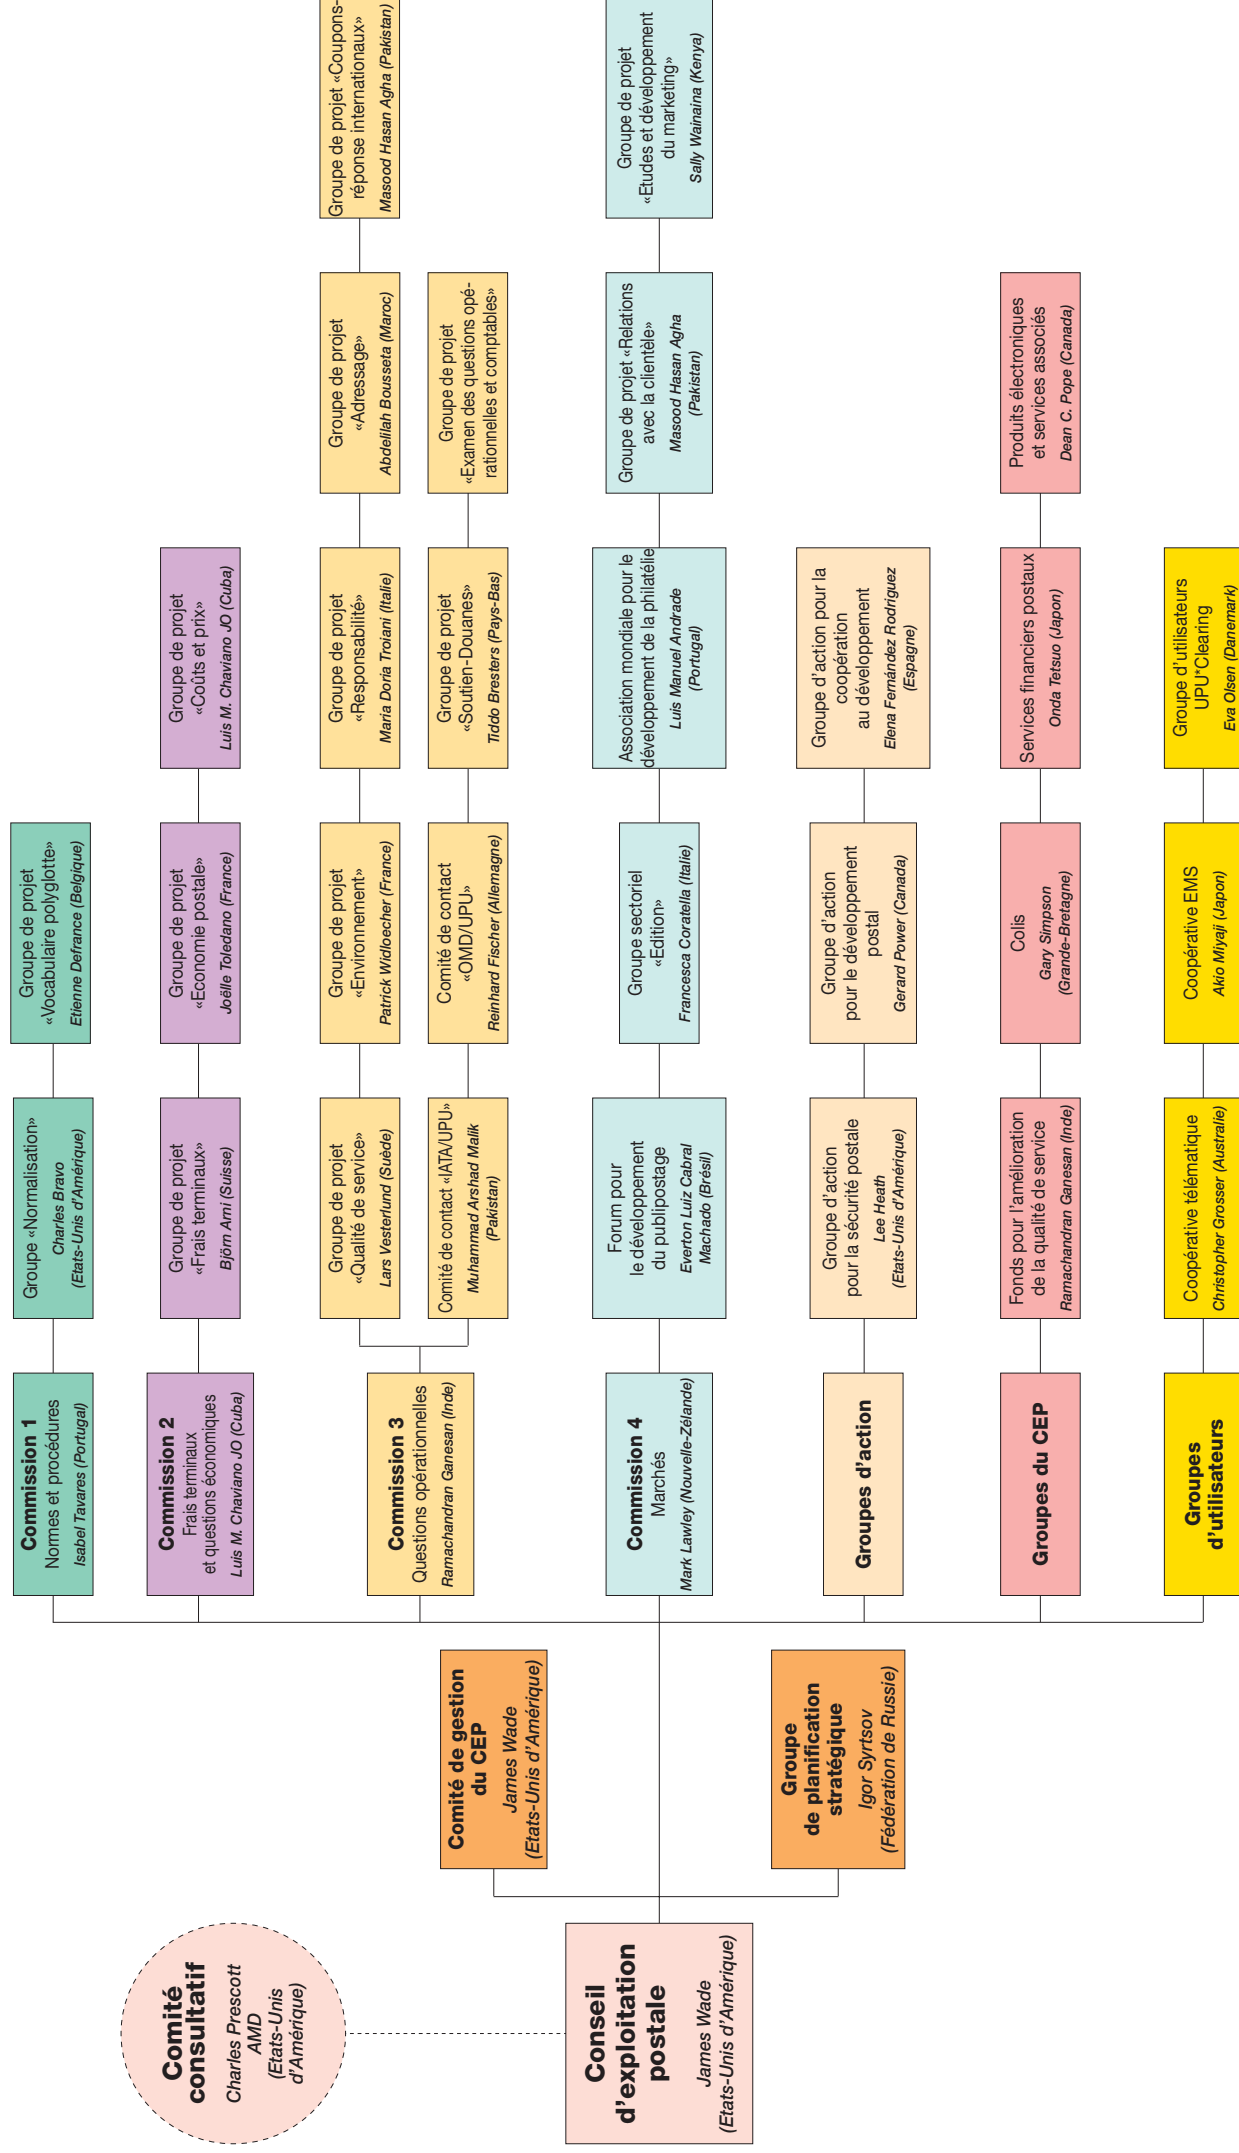 Comité
consultatif
Charles Prescott
AMD
(Etats-Unis
d'Amérique)
Conseil
d'exploitation
postale
James Wade
(Etats-Unis d'Amérique)
Comité de gestion
du CEP
James Wade
(Etats-Unis d'Amérique)
Groupe
de planification
stratégique
Igor Syrtsov
(Fédération de Russie)
Commission 1
Normes et procédures
Isabel Tavares (Portugal)
Groupe «Normalisation»
Charles Bravo
(Etats-Unis d'Amérique)
Groupe de projet
«Vocabulaire polyglotte»
Etienne Defrance (Belgique)
Commission 2
Frais terminaux
et questions économiques
Luis M. Chaviano JO (Cuba)
Groupe de projet
«Frais terminaux»
Björn Arni (Suisse)
Groupe de projet
«Economie postale»
Joëlle Toledano (France)
Groupe de projet
«Coûts et prix»
Luis M. Chaviano JO (Cuba)
Commission 3
Questions opérationnelles
Ramachandran Ganesan (Inde)
Groupe de projet
«Qualité de service»
Lars Vesterlund (Suède)
Groupe de projet
«Environnement»
Patrick Widloecher (France)
Groupe de projet
«Responsabilité»
Maria Doria Troiani (Italie)
Groupe de projet
«Adressage»
Abdelilah Bousseta (Maroc)
Groupe de projet «Coupons-
réponse internationaux»
Masood Hasan Agha (Pakistan)
Comité de contact «IATA/UPU»
Muhammad Arshad Malik
(Pakistan)
Comité de contact
«OMD/UPU»
Reinhard Fischer (Allemagne)
Groupe de projet
«Soutien-Douanes»
Tiddo Bresters (Pays-Bas)
Groupe de projet
«Examen des questions opé-
rationnelles et comptables»
Commission 4
Marchés
Mark Lawley (Nouvelle-Zélande)
Forum pour
le développement
du publipostage
Everton Luiz Cabral
Machado (Brésil)
Groupe sectoriel
«Edition»
Francesca Coratella (Italie)
Association mondiale pour le
développement de la philatélie
Luis Manuel Andrade
(Portugal)
Groupe de projet «Relations
avec la clientèle»
Masood Hasan Agha
(Pakistan)
Groupe de projet
«Etudes et développement
du marketing»
Sally Wainaina (Kenya)
Groupes d'action
Groupe d'action
pour la sécurité postale
Lee Heath
(Etats-Unis d'Amérique)
Groupe d'action
pour le développement
postal
Gerard Power (Canada)
Groupe d'action pour la
coopération
au développement
Elena Fernández Rodríguez
(Espagne)
Groupes du CEP
Fonds pour l'amélioration
de la qualité de service
Ramachandran Ganesan (Inde)
Colis
Gary Simpson
(Grande-Bretagne)
Services financiers postaux
Onda Tetsuo (Japon)
Produits électroniques
et services associés
Dean C. Pope (Canada)
Groupes
d'utilisateurs
Coopérative télématique
Christopher Grosser (Australie)
Coopérative EMS
Akio Miyaji (Japon)
Groupe d'utilisateurs
UPU*Clearing
Eva Olsen (Danemark)